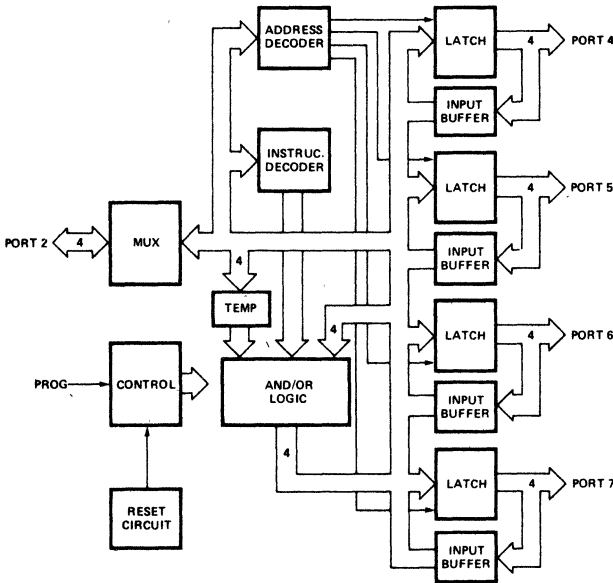 ADDRESS
DECODER
LATCH
4
PORT 4
INPUT
BUFFER
INSTRUC.
DECODER
LATCH
4
PORT 5
INPUT
BUFFER
PORT 2
4
MUX
4
TEMP
4
LATCH
4
PORT 6
INPUT
BUFFER
PROG
CONTROL
AND/OR
LOGIC
4
LATCH
4
PORT 7
INPUT
BUFFER
RESET
CIRCUIT